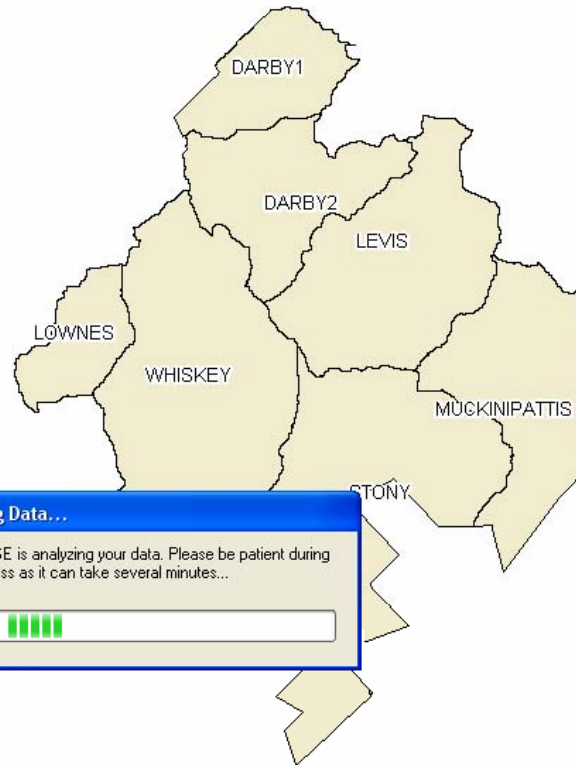 DARBY1
DARBY2
LEVIS
LOWNES
WHISKEY
MUCKINIPATTIS
STONY
Data...
is analyzing your data. Please be patient during
as it can take several minutes...